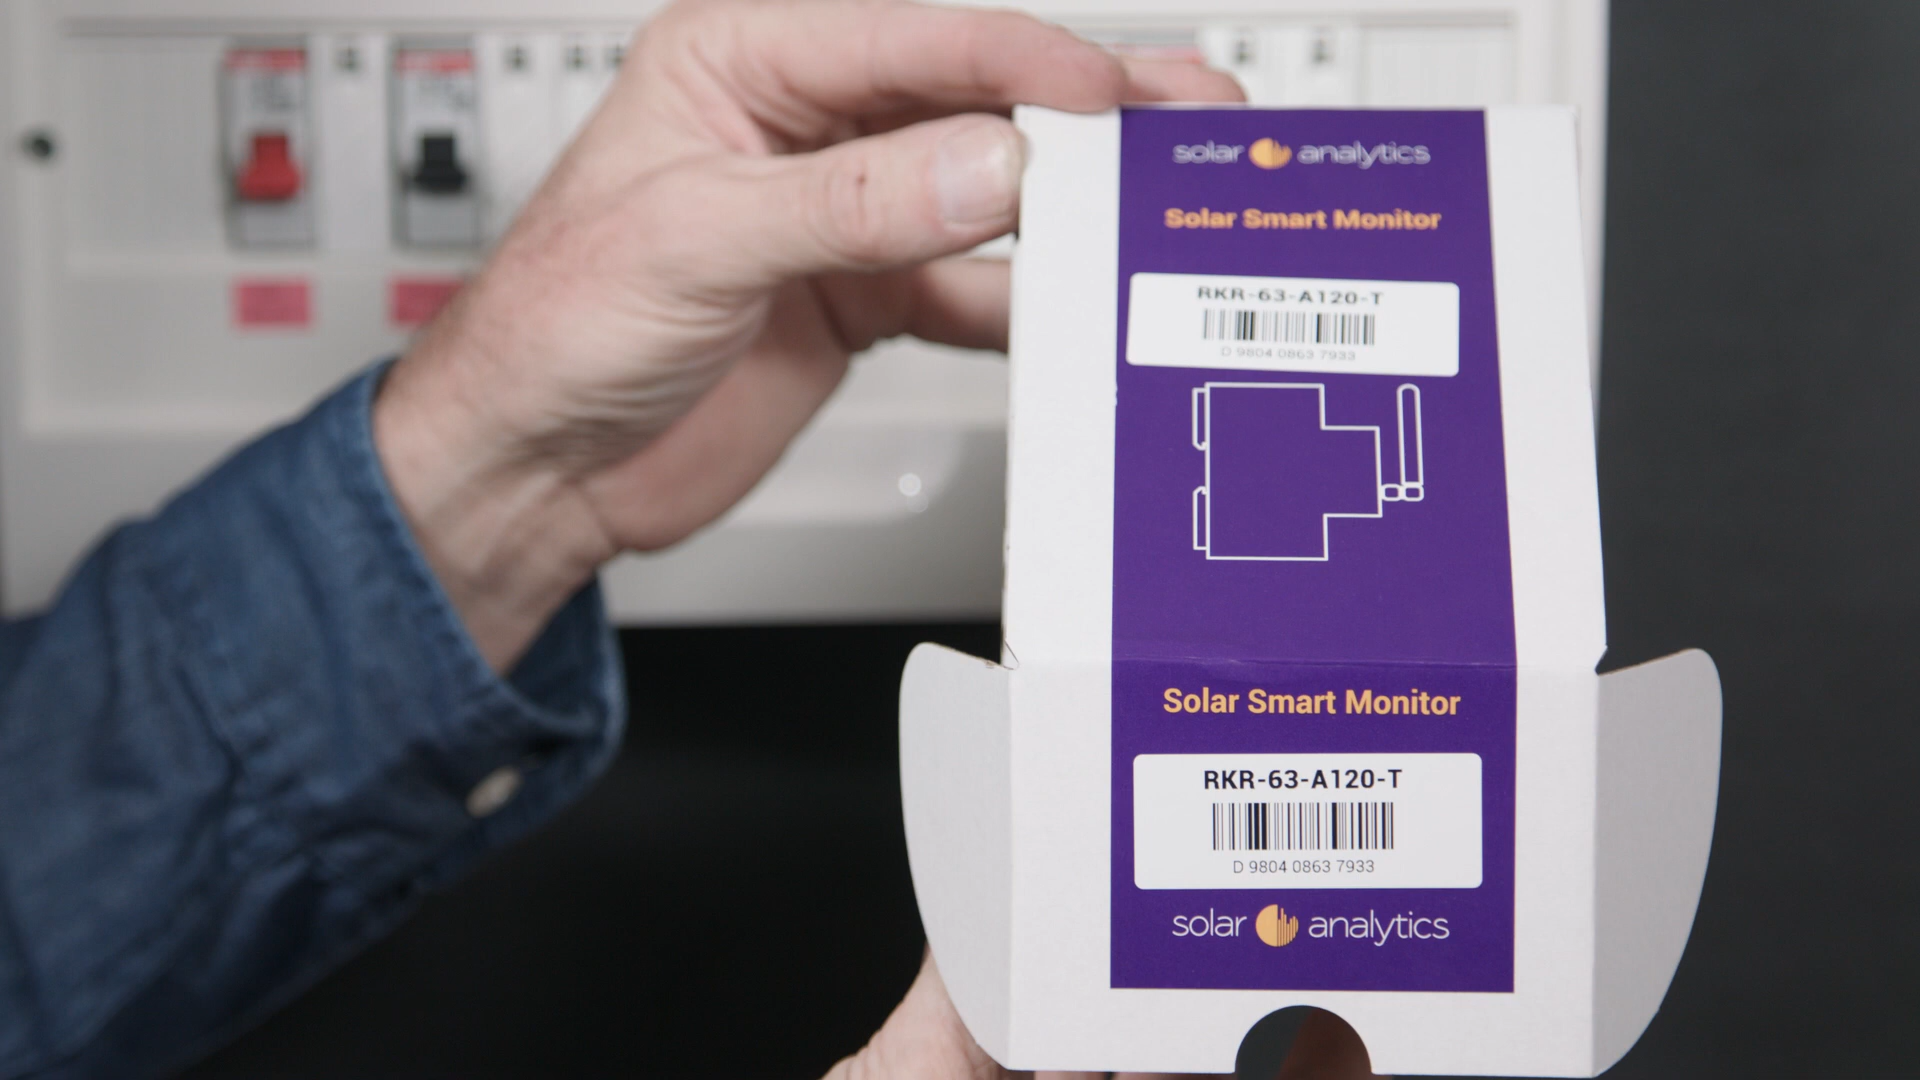 solar analytics
Solar Smart Monitor
RKR-63-A120-T
D 9804 0863 7933
Solar Smart Monitor
RKR-63-A120-T
D 9804 0863 7933
solar analytics